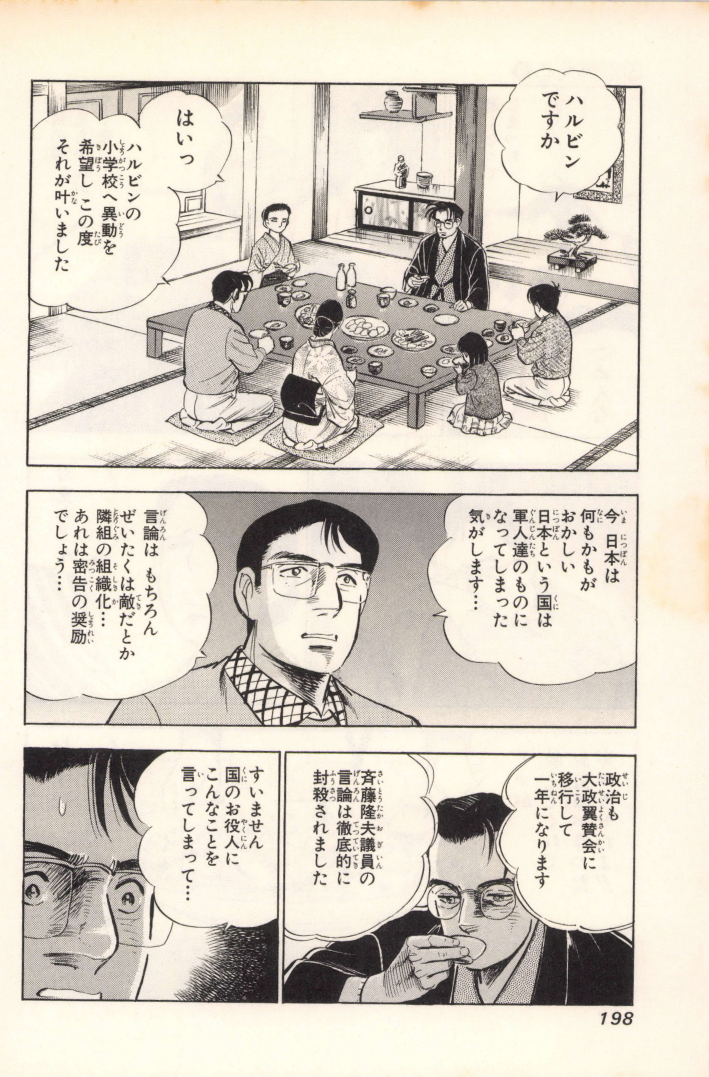 ハルビン
ですか
はいっ
ハルビンの
小学校へ異動を
希望し この度
それが叶いました
今 日本は
何もかもが
おかしい
日本という国は
軍人達のものに
なってしまった
気がします…
言論は もちろん
ぜいたくは敵だとか
隣組の組織化…
あれは密告の奨励
でしょう…
政治も
大政翼賛会に
移行して
一年になります
斉藤隆夫議員の
言論は徹底的に
封殺されました
すいません
国のお役人に
こんなことを
言ってしまって…
198